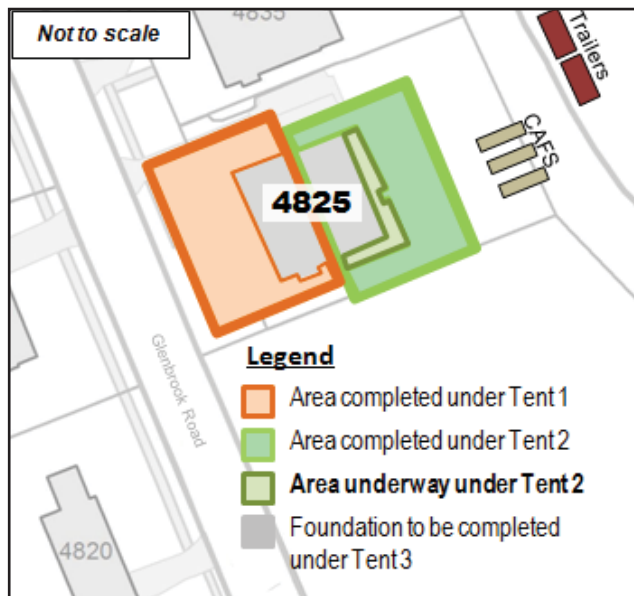 Not to scale
4835
Trailers
CAFS
4825
Glenbrook Road
Legend
Area completed under Tent 1
Area completed under Tent 2
Area underway under Tent 2
Foundation to be completed
under Tent 3
4820